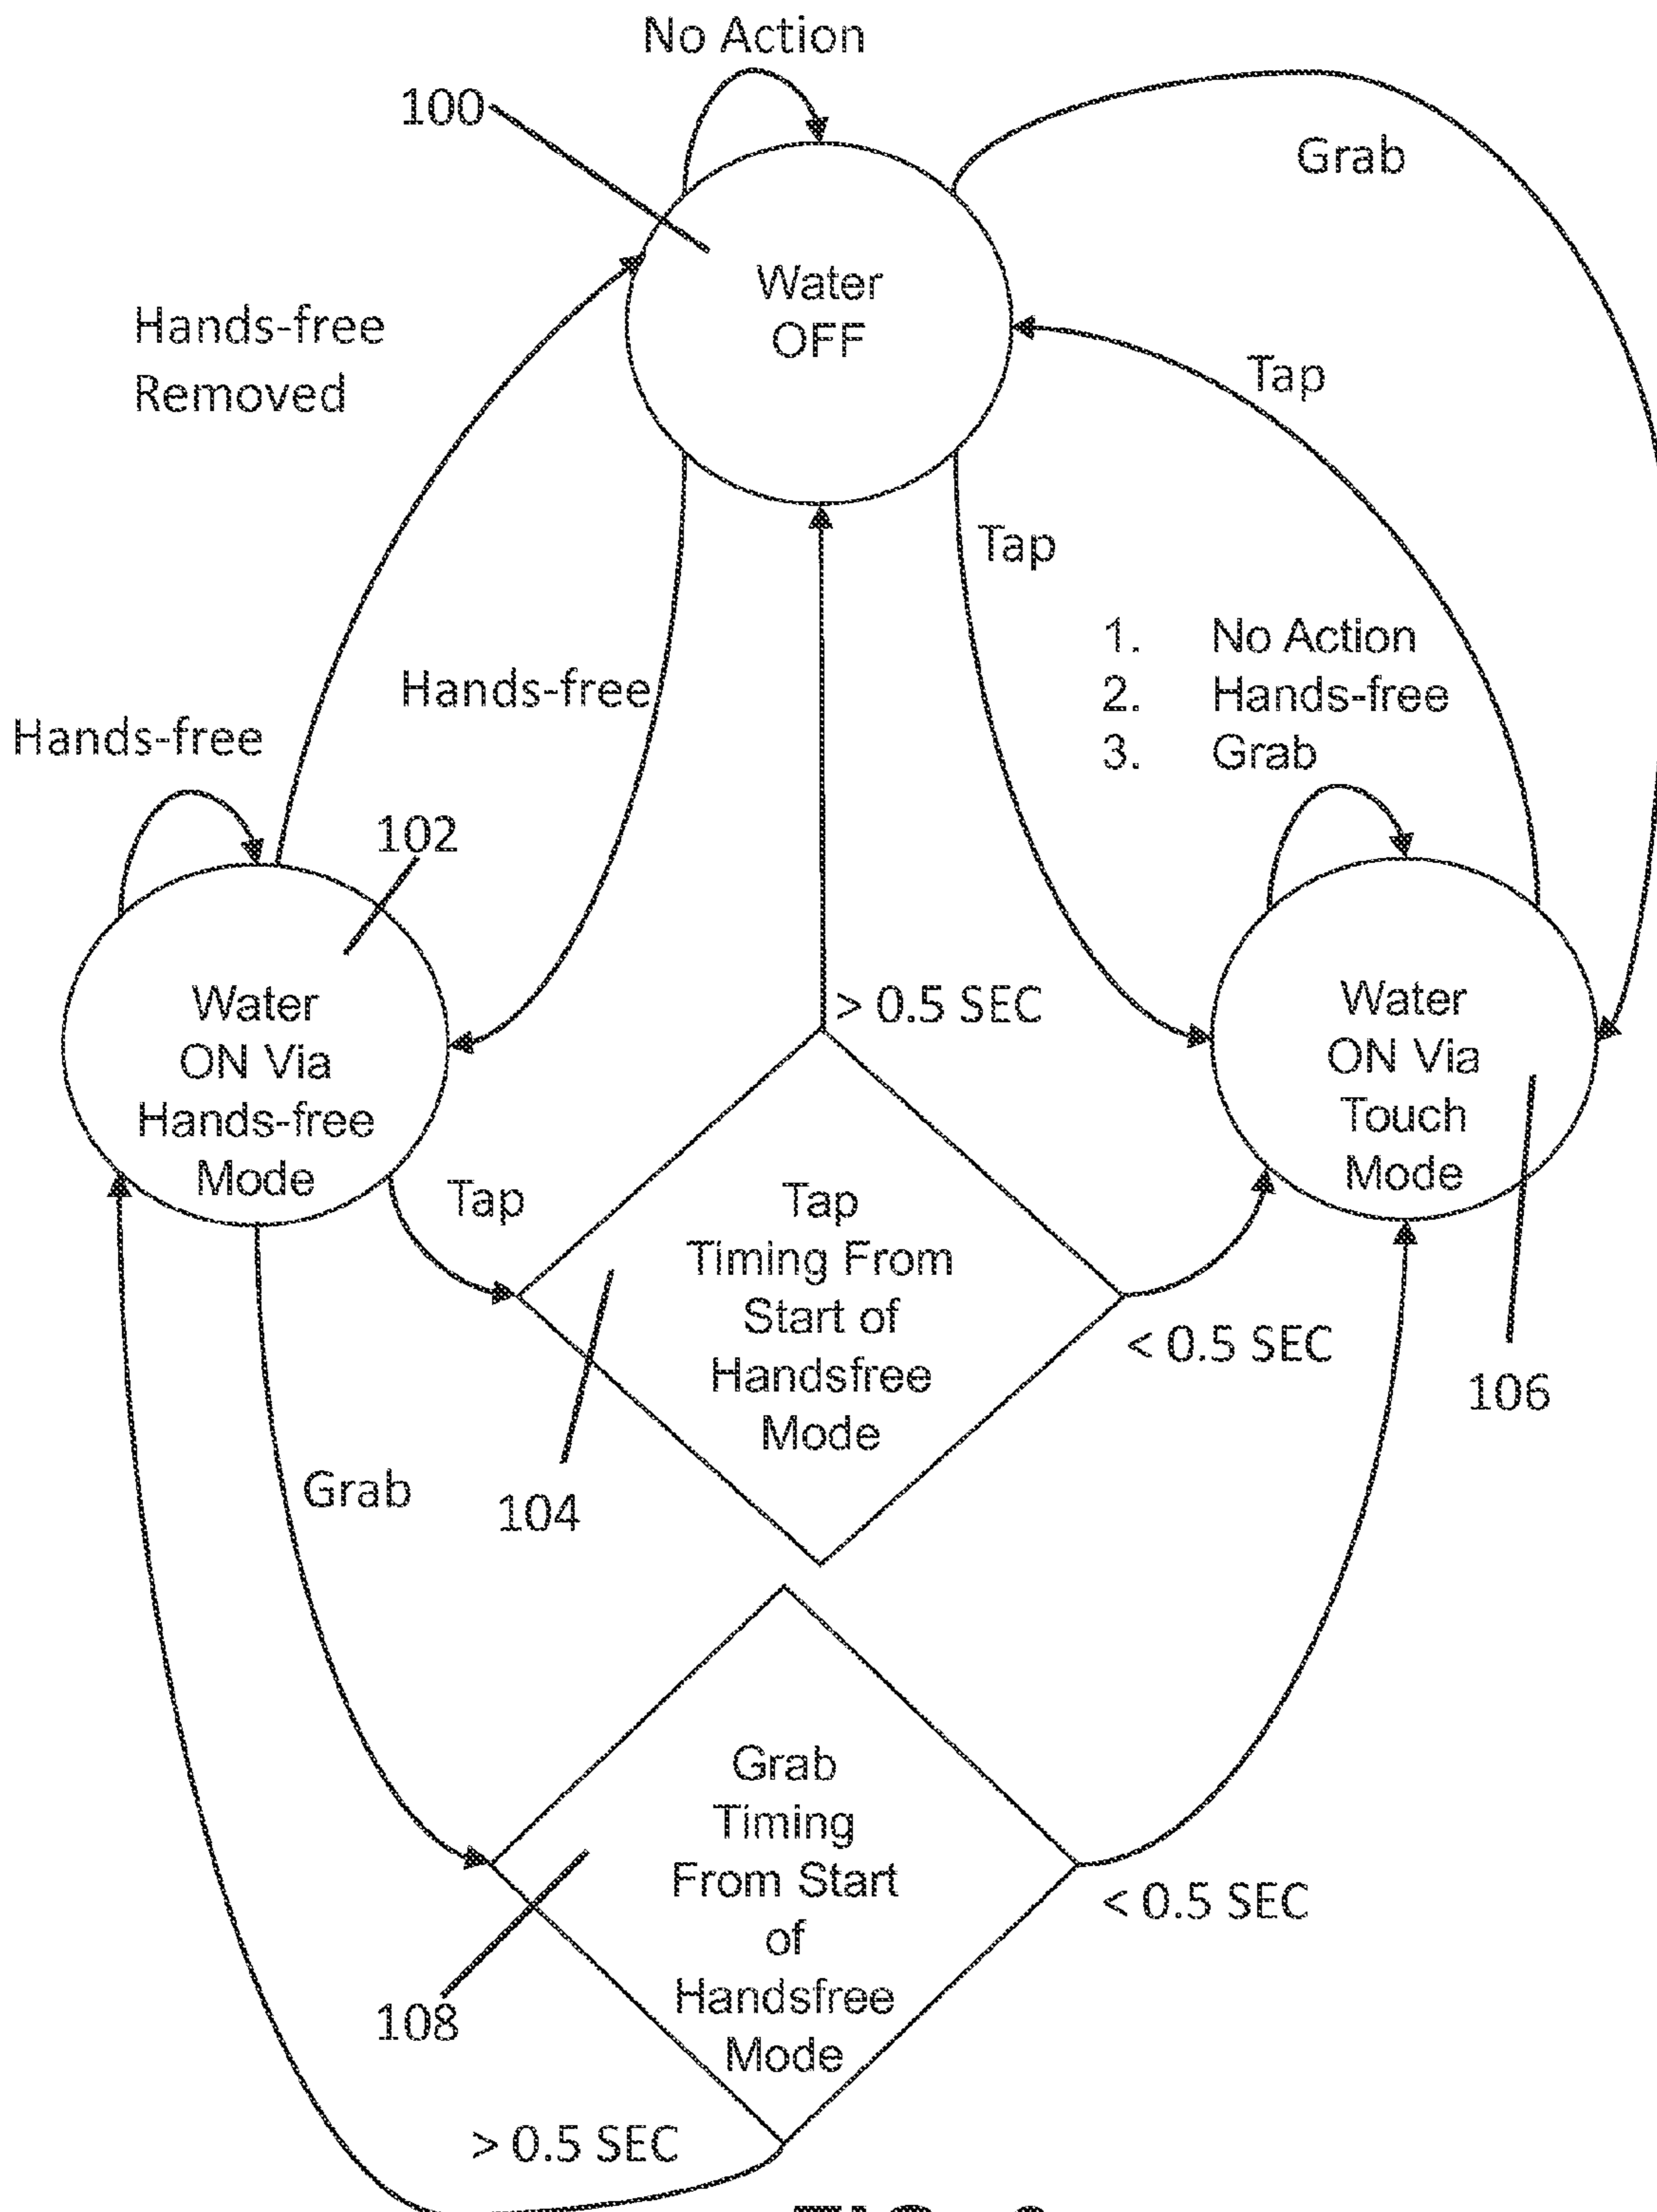 No Action
100
Grab
Water
OFF
Hands-free
Removed
Tap
Tap
1. No Action
2. Hands-free
3. Grab
Hands-free
Hands-free
102
Water
ON Via
Hands-free
Mode
> 0.5 SEC
Water
ON Via
Touch
Mode
Tap
Tap
Timing From
Start of
Handsfree
Mode
< 0.5 SEC
106
Grab
104
Grab
Timing
From Start
of
Handsfree
Mode
< 0.5 SEC
108
> 0.5 SEC